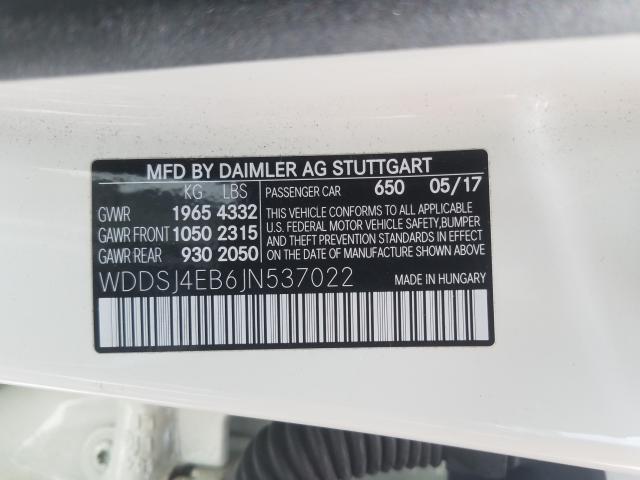 MFD BY DAIMLER AG STUTTGART
KG LBS PASSENGER CAR 650 05/17
GVWR 1965 4332 THIS VEHICLE CONFORMS TO ALL APPLICABLE
GAWR FRONT 1050 2315 U.S. FEDERAL MOTOR VEHICLE SAFETY,BUMPER
GAWR REAR 930 2050 AND THEFT PREVENTION STANDARDS IN EFFECT
ON THE DATE OF MANUFACTURE SHOWN ABOVE
WDDSJ4EB6JN537022 MADE IN HUNGARY